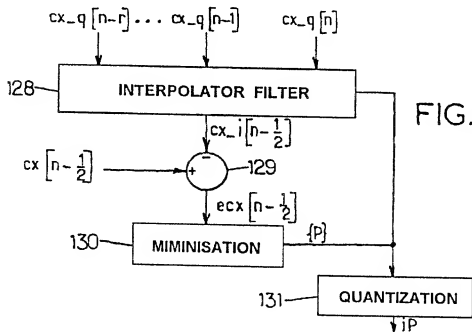 cx_q[n-r]... cx_q[n-1] cx_q[n]
128 INTERPOLATOR FILTER
FIG.
cx_i[n-1/2]
cx[n-1/2] + - 129
ecx[n-1/2]
130 MIMINISATION {P}
131 QUANTIZATION
iP